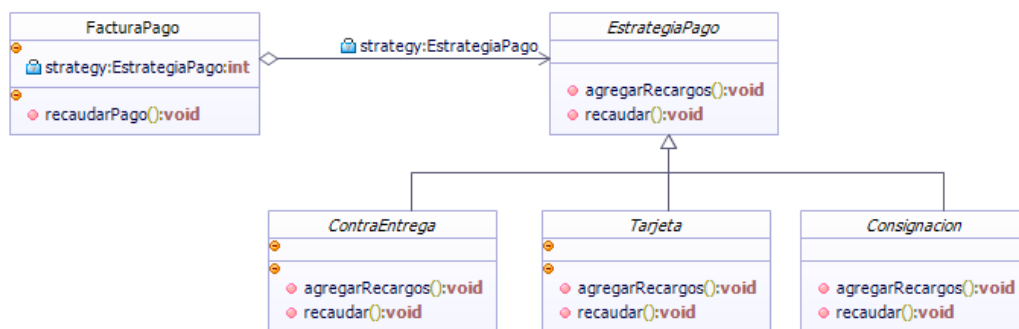 FacturaPago
strategy:EstrategiaPago:int
recaudarPago():void
strategy:EstrategiaPago
EstrategiaPago
agregarRecargos():void
recaudar():void
ContraEntrega
agregarRecargos():void
recaudar():void
Tarjeta
agregarRecargos():void
recaudar():void
Consignacion
agregarRecargos():void
recaudar():void